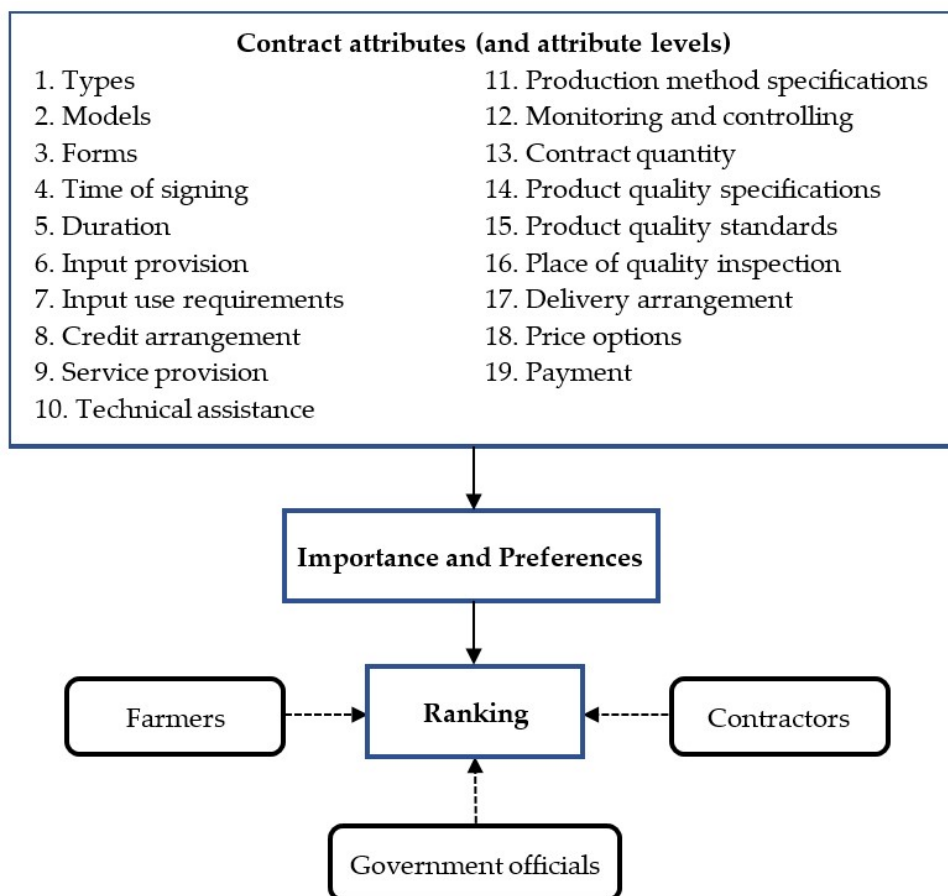 Contract attributes (and attribute levels)
1. Types
2. Models
3. Forms
4. Time of signing
5. Duration
6. Input provision
7. Input use requirements
8. Credit arrangement
9. Service provision
10. Technical assistance
11. Production method specifications
12. Monitoring and controlling
13. Contract quantity
14. Product quality specifications
15. Product quality standards
16. Place of quality inspection
17. Delivery arrangement
18. Price options
19. Payment
Importance and Preferences
Farmers
Ranking
Contractors
Government officials